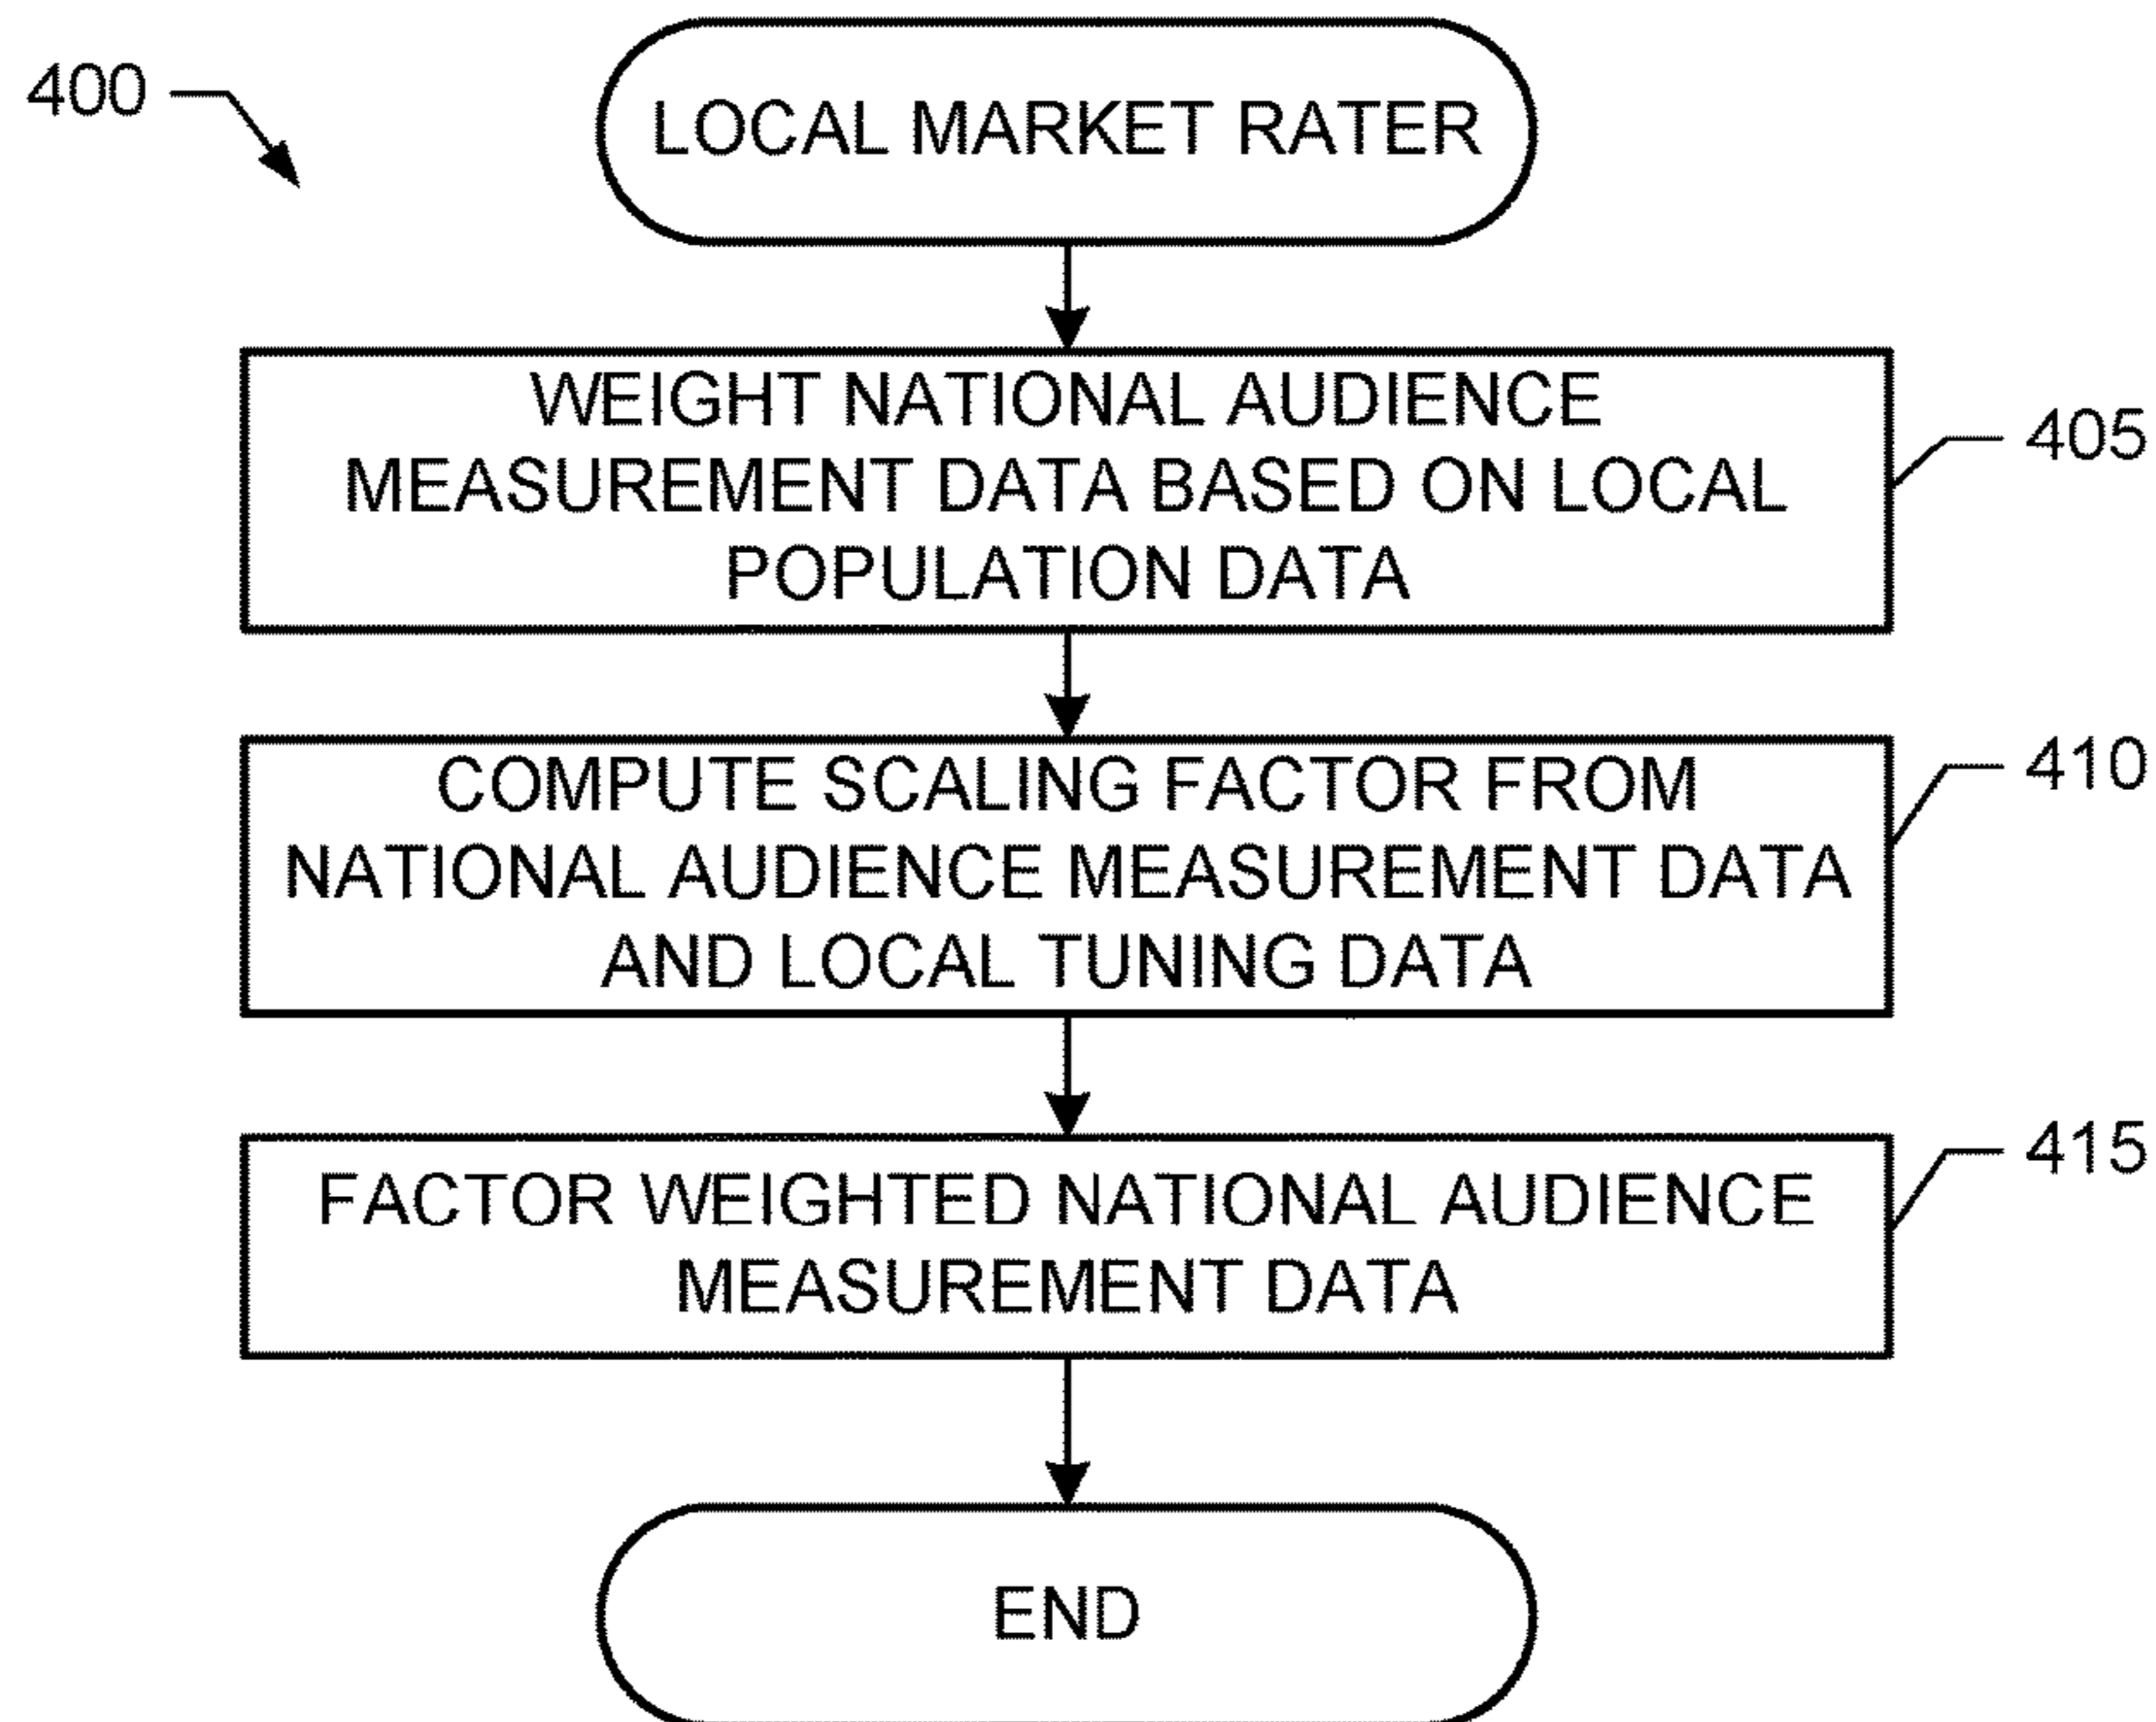 400
LOCAL MARKET RATER
WEIGHT NATIONAL AUDIENCE
MEASUREMENT DATA BASED ON LOCAL
POPULATION DATA
405
COMPUTE SCALING FACTOR FROM
NATIONAL AUDIENCE MEASUREMENT DATA
AND LOCAL TUNING DATA
410
FACTOR WEIGHTED NATIONAL AUDIENCE
MEASUREMENT DATA
415
END